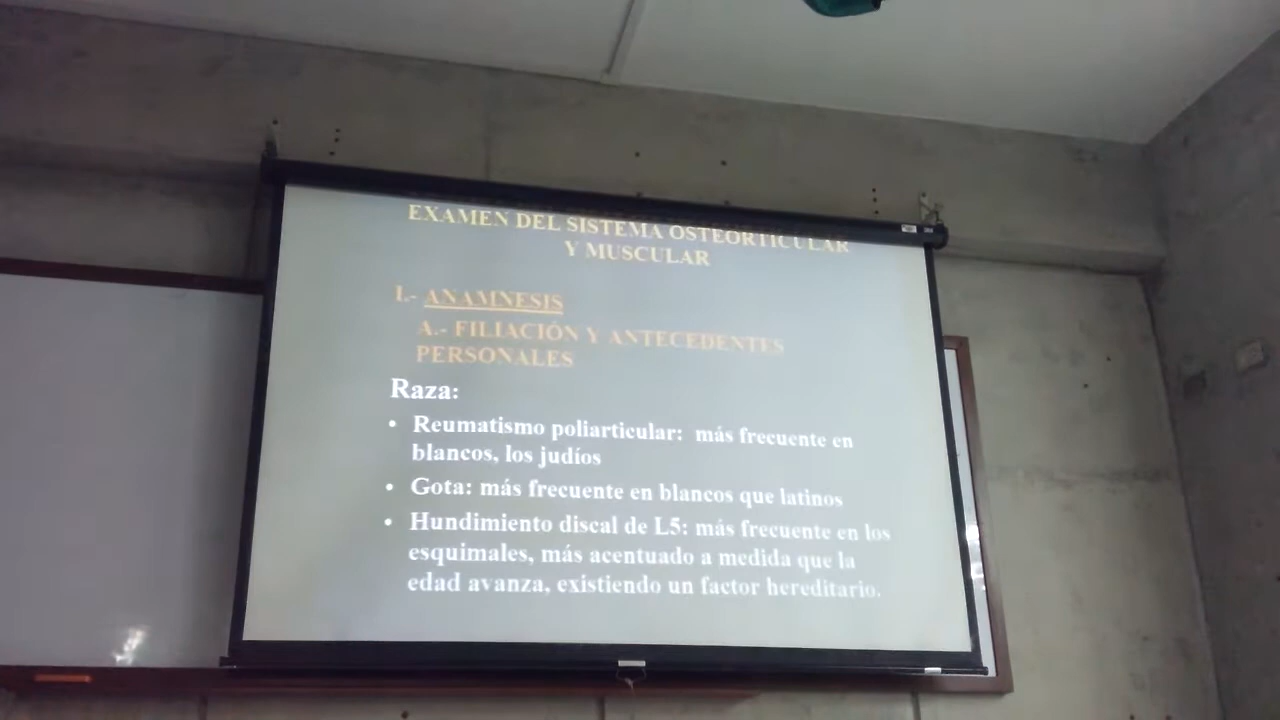 EXAMEN DEL SISTEMA OSTEORTICULAR
Y MUSCULAR
I.- ANAMNESIS
A.- FILIACIÓN Y ANTECEDENTES
PERSONALES
Raza:
• Reumatismo poliarticular: más frecuente en
blancos, los judíos
• Gota: más frecuente en blancos que latinos
• Hundimiento discal de L5: más frecuente en los
esquimales, más acentuado a medida que la
edad avanza, existiendo un factor hereditario.